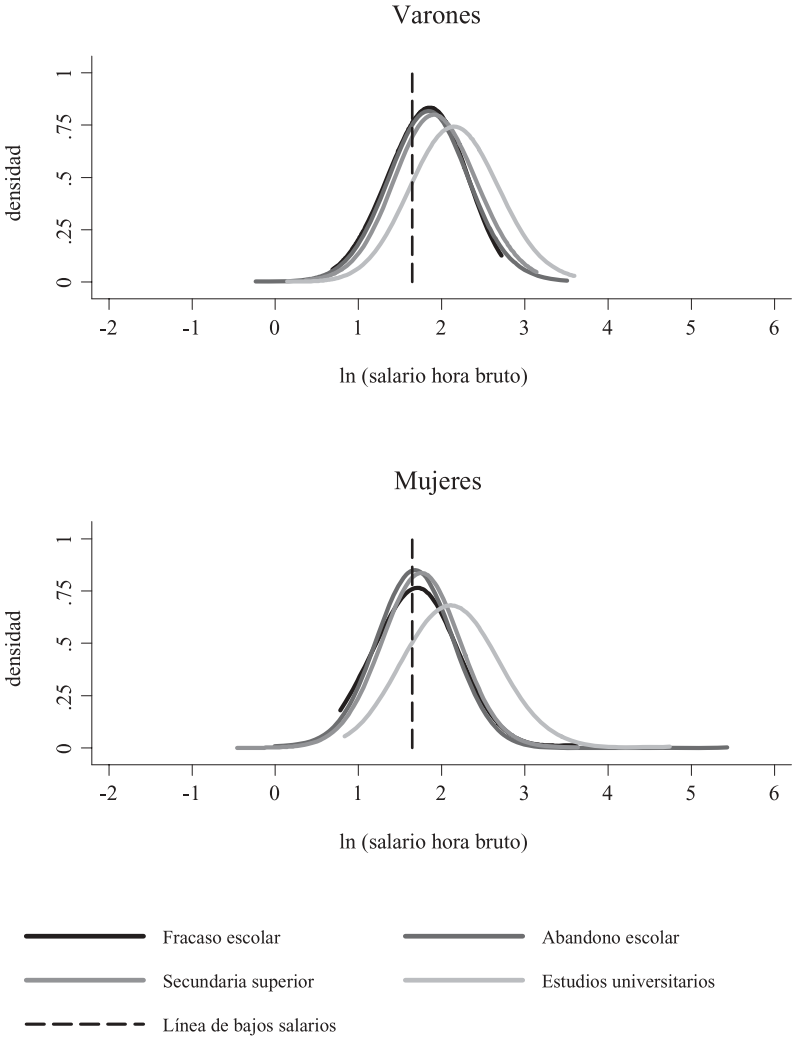 Varones
densidad
1
.75
.5
.25
0
-2 -1 0 1 2 3 4 5 6
ln (salario hora bruto)
Mujeres
densidad
1
.75
.5
.25
0
-2 -1 0 1 2 3 4 5 6
ln (salario hora bruto)
Fracaso escolar
Abandono escolar
Secundaria superior
Estudios universitarios
Línea de bajos salarios